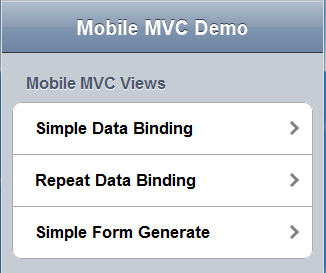 Mobile MVC Demo
Mobile MVC Views
Simple Data Binding
Repeat Data Binding
Simple Form Generate